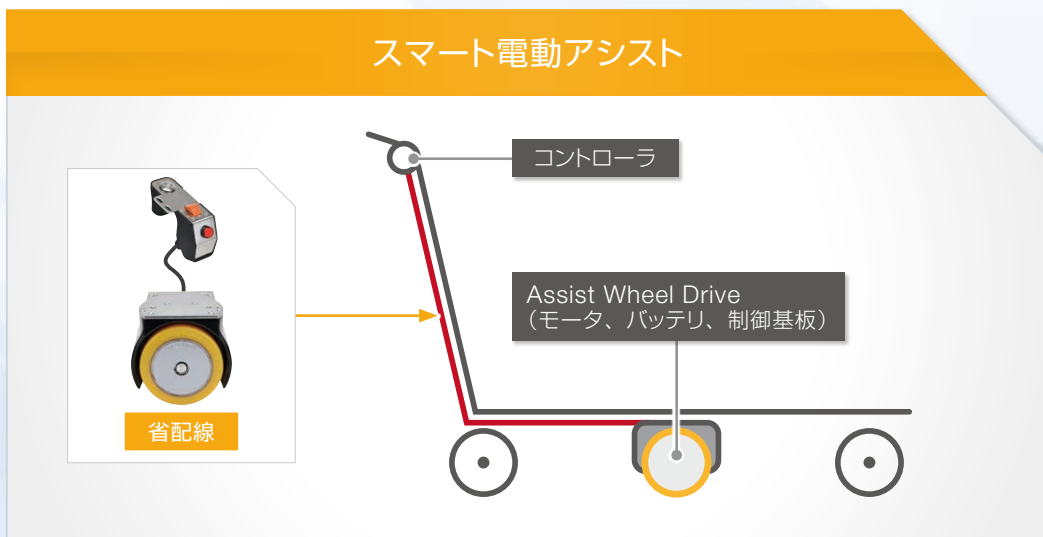 スマート電動アシスト
コントローラ
Assist Wheel Drive
（モータ、バッテリ、制御基板）
省配線